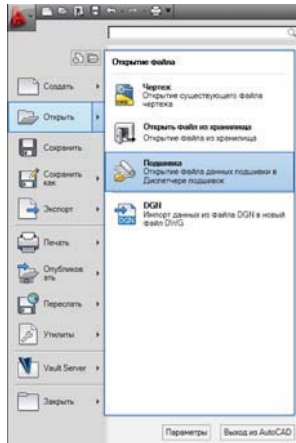 Открытие файла
Создать
Открыть
Сохранить
Сохранить
как
Экспорт
Печать
Опубликов
ать
Переслать
Утилиты
Vault Server
Закрыть
Чертеж
Открытие существующего файла
чертежа
Открыть файл из хранилища
Открытие файла из хранилища
Подшивка
Открытие файла данных подшивки в
Диспетчере подшивок
DGN
Импорт данных из файла DGN в новый
файл DWG
Параметры
Выход из AutoCAD